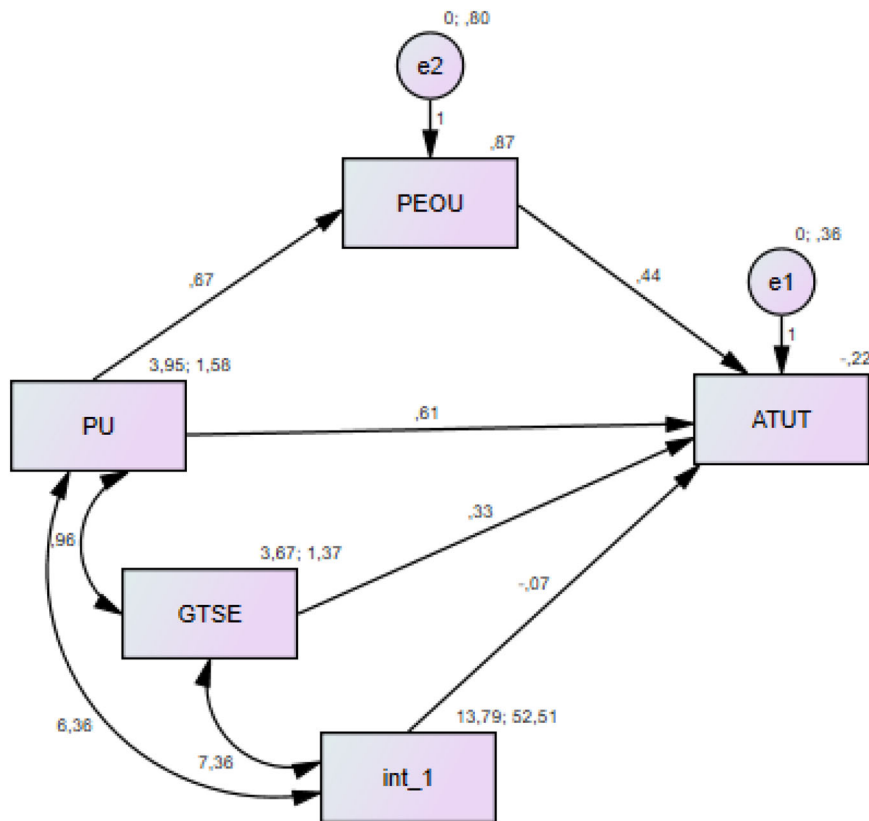 0; ,80
e2
1
,87
PEOU
0; ,36
e1
,67
,44
1
3,95; 1,58
-,22
PU
,61
ATUT
,96
,33
3,67; 1,37
GTSE
-,07
6,36
7,36
13,79; 52,51
int_1